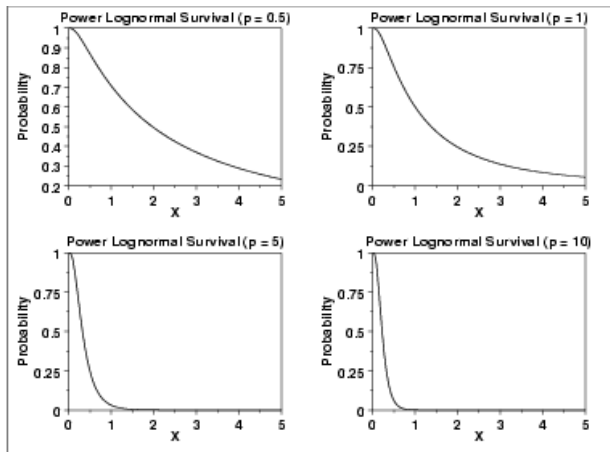 Power Lognormal Survival (p = 0.5)
1
0.9
0.8
0.7
0.6
0.5
0.4
0.3
0.2
Probability
0 1 2 3 4 5
X
Power Lognormal Survival (p = 1)
1
0.75
0.5
0.25
0
Probability
0 1 2 3 4 5
X
Power Lognormal Survival (p = 5)
1
0.75
0.5
0.25
0
Probability
0 1 2 3 4 5
X
Power Lognormal Survival (p = 10)
1
0.75
0.5
0.25
0
Probability
0 1 2 3 4 5
X